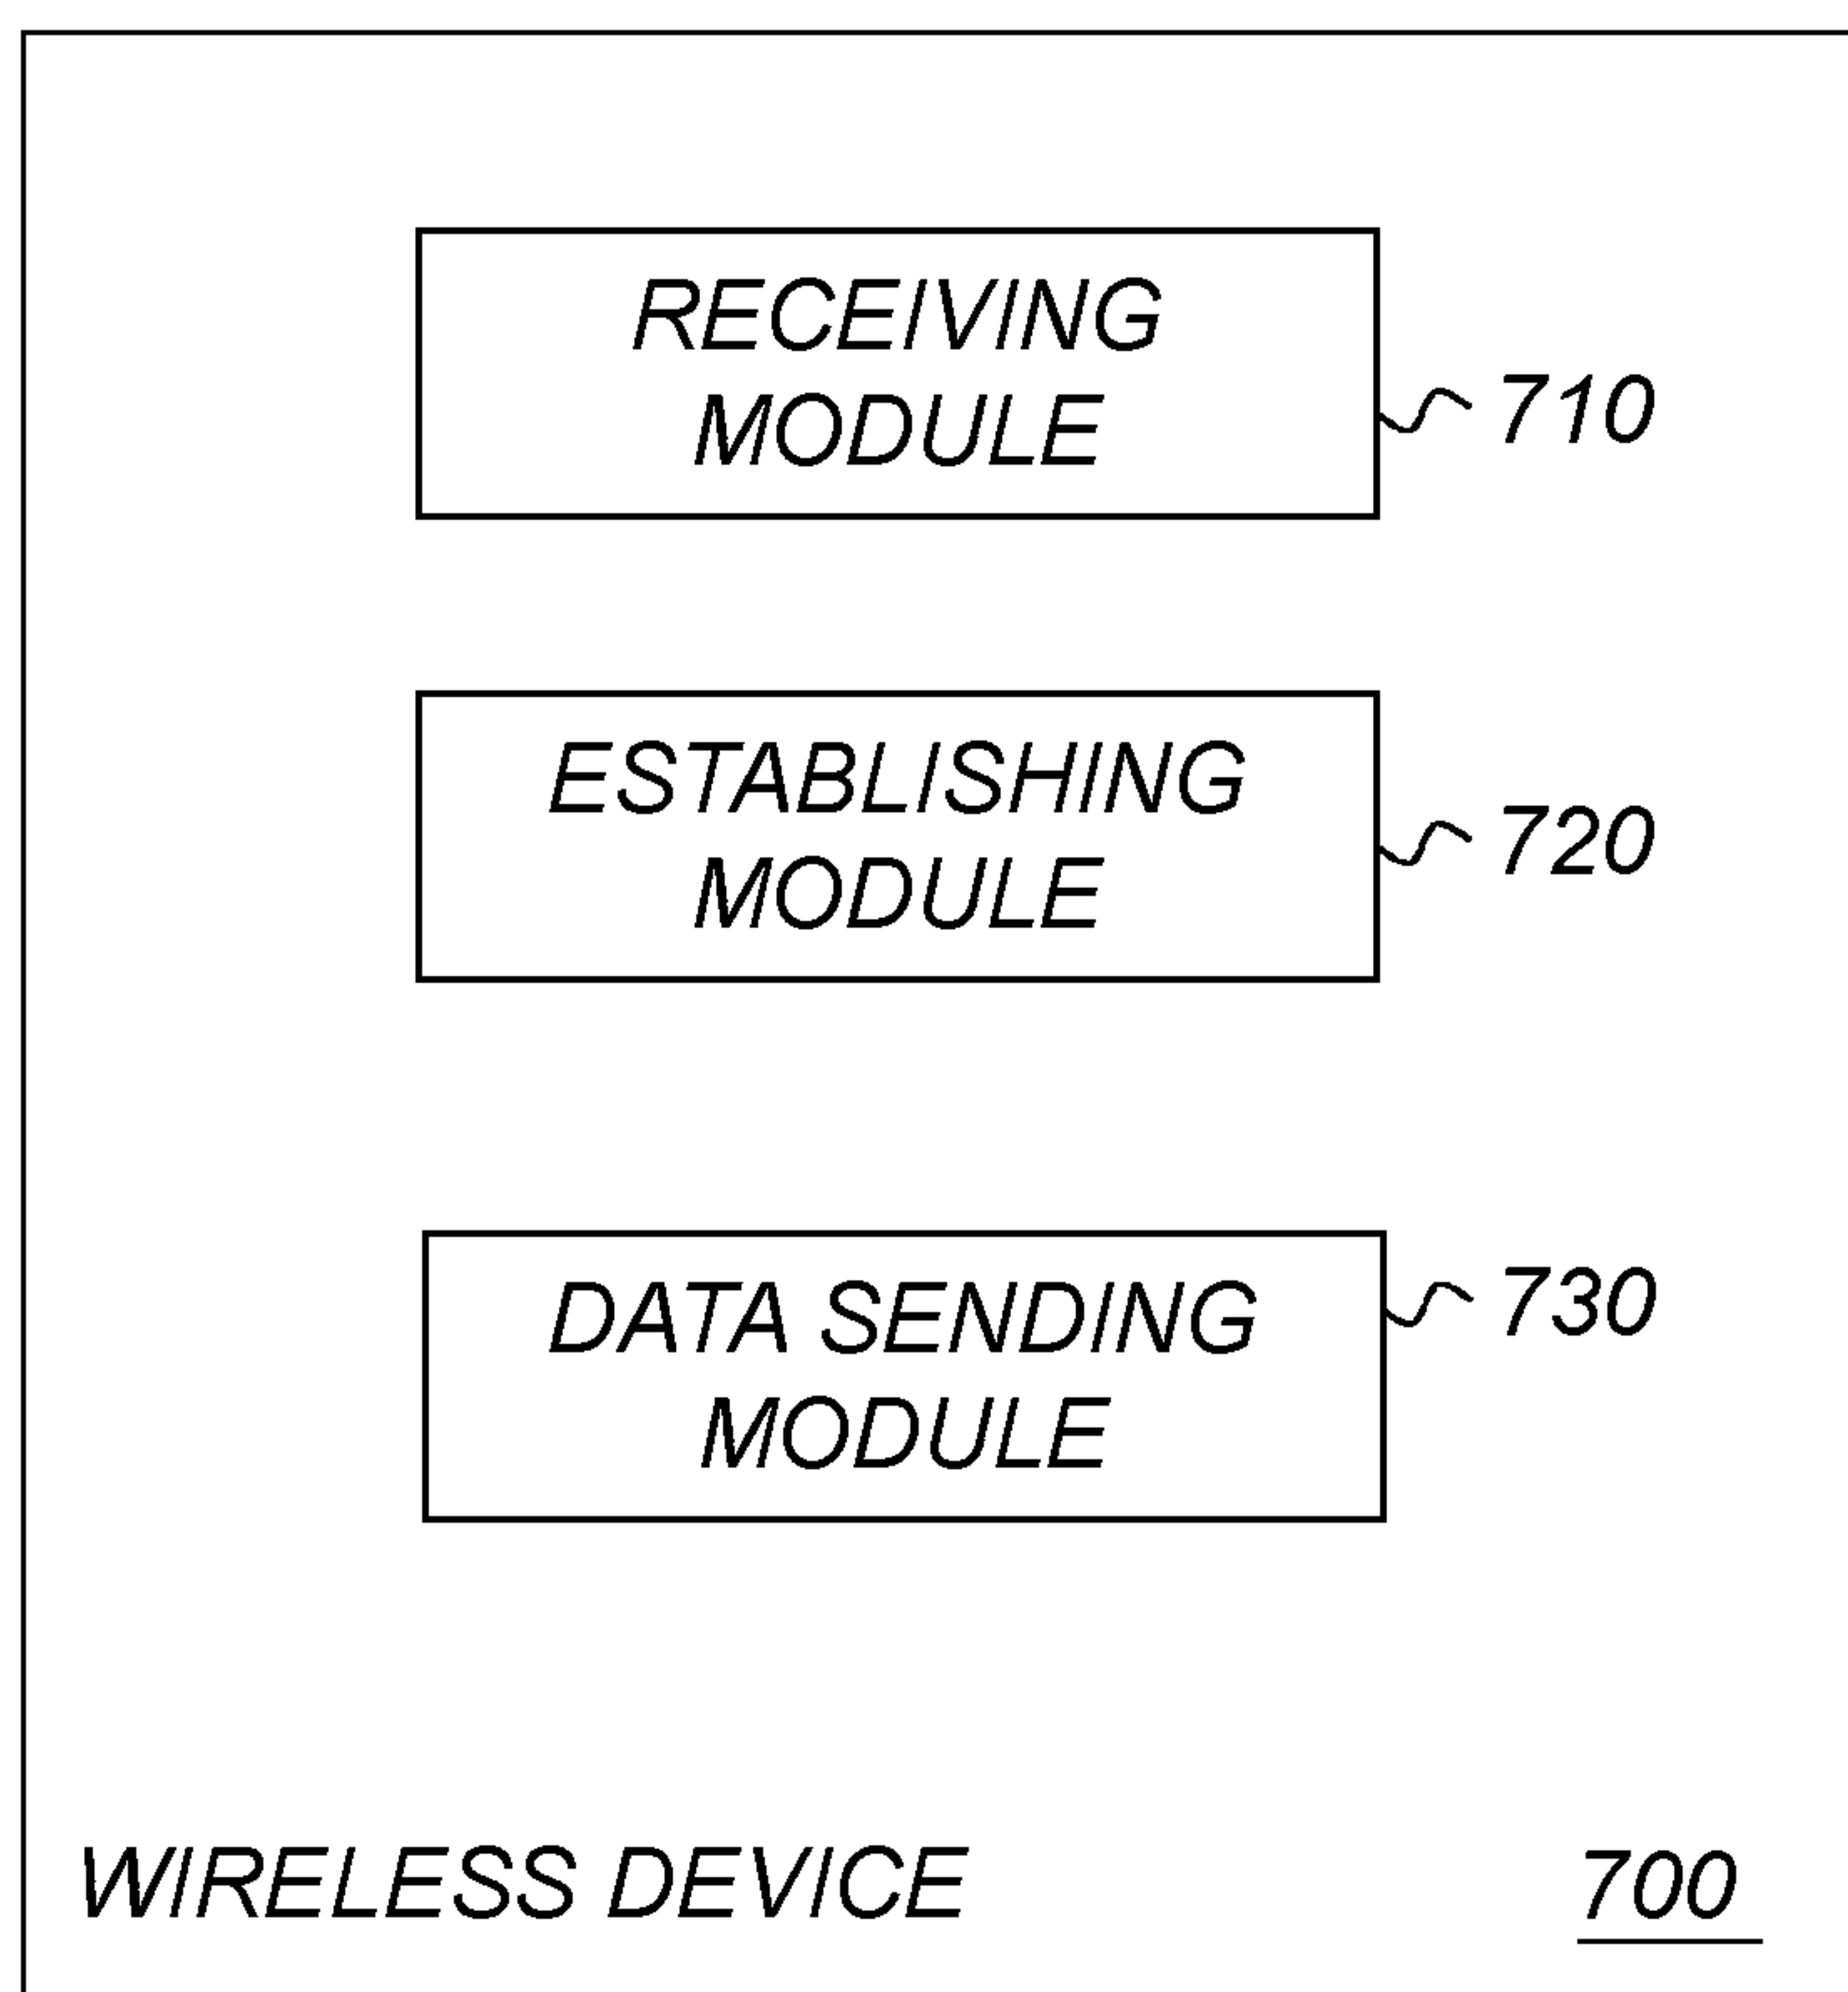 RECEIVING
MODULE
710
ESTABLISHING
MODULE
720
DATA SENDING
MODULE
730
WIRELESS DEVICE
700